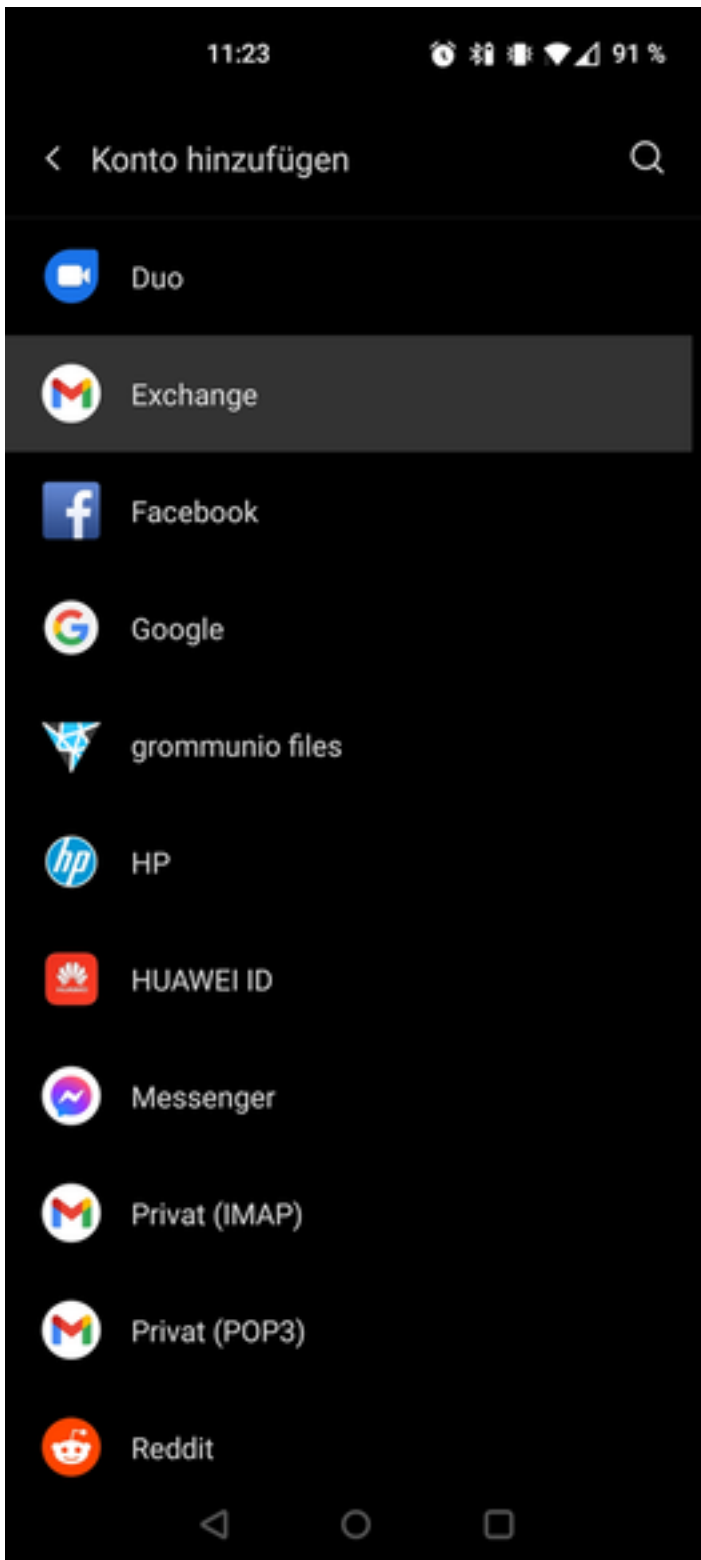 11:23 91 %
Konto hinzufügen
Duo
Exchange
Facebook
Google
grommunio files
hp HP
HUAWEI ID
Messenger
Privat (IMAP)
Privat (POP3)
Reddit